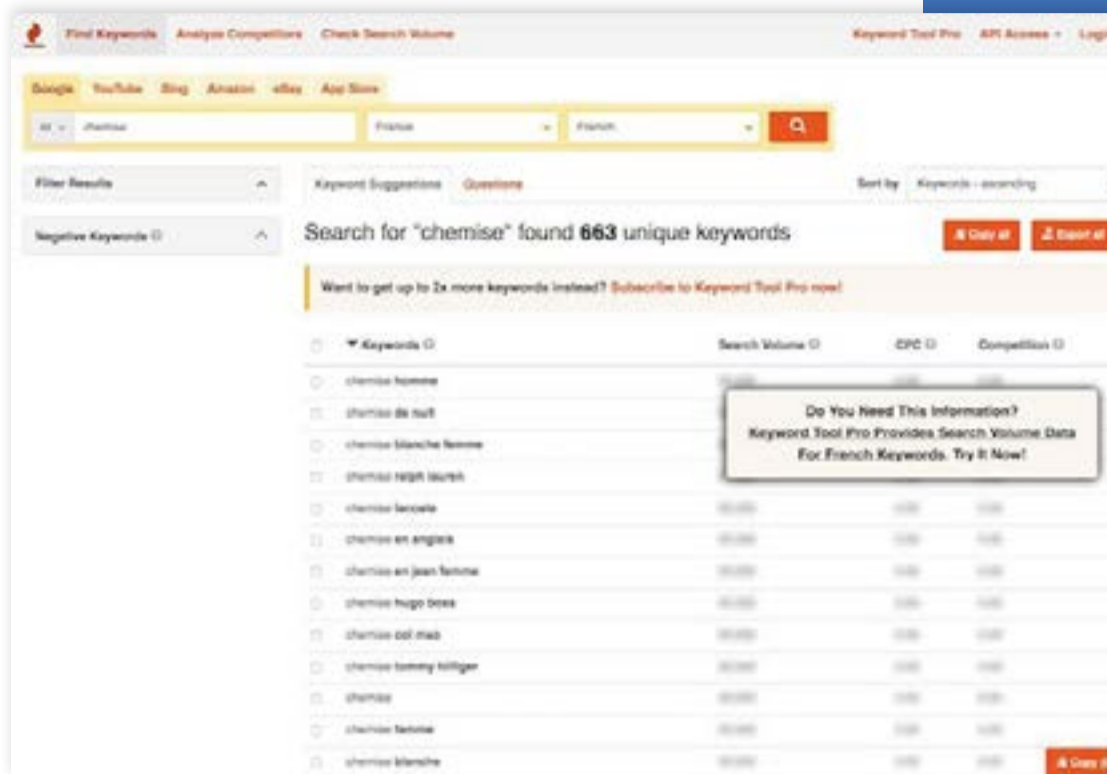 Find Keywords Analyze Competitors Check Search Volume Keyword Tool Pro API Access Login
Google YouTube Bing Amazon eBay App Store
All chemise France French
Filter Results Keyword Suggestions Questions Sort by Keywords - ascending
Negative Keywords Search for "chemise" found 663 unique keywords Copy all Export all
Want to get up to 2x more keywords instead? Subscribe to Keyword Tool Pro now!
Keywords Search Volume CPC Competition
chemise homme
chemise de nuit
chemise blanche femme
chemise ralph lauren
Do You Need This Information?
Keyword Tool Pro Provides Search Volume Data
For French Keywords. Try It Now!
chemise lacoste
chemise en anglais
chemise en jean femme
chemise hugo boss
chemise col mao
chemise tommy hilfiger
chemise
chemise femme
chemise blanche Copy all